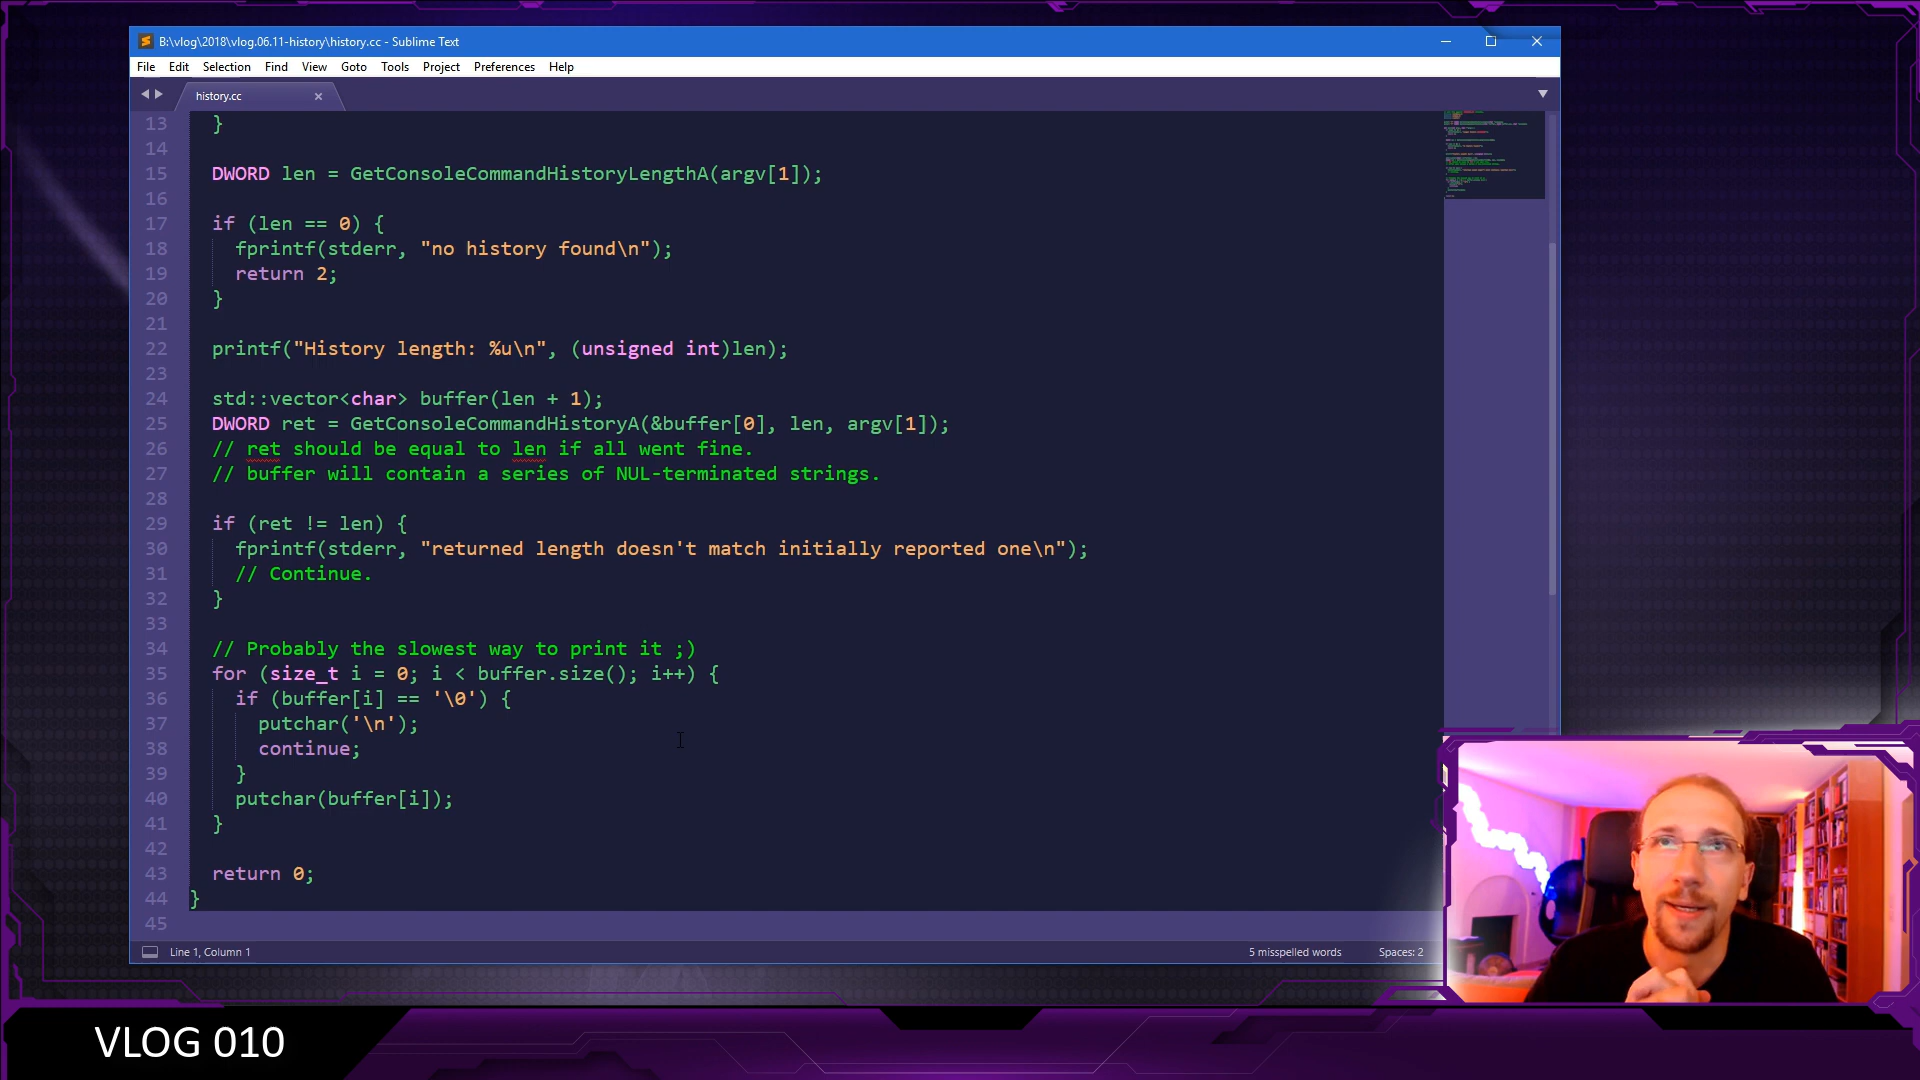 B:\vlog\2018\vlog.06.11-history\history.cc - Sublime Text
File Edit Selection Find View Goto Tools Project Preferences Help
history.cc
13 }
14
15 DWORD len = GetConsoleCommandHistoryLengthA(argv[1]);
16
17 if (len == 0) {
18 fprintf(stderr, "no history found\n");
19 return 2;
20 }
21
22 printf("History length: %u\n", (unsigned int)len);
23
24 std::vector<char> buffer(len + 1);
25 DWORD ret = GetConsoleCommandHistoryA(&buffer[0], len, argv[1]);
26 // ret should be equal to len if all went fine.
27 // buffer will contain a series of NUL-terminated strings.
28
29 if (ret != len) {
30 fprintf(stderr, "returned length doesn't match initially reported one\n");
31 // Continue.
32 }
33
34 // Probably the slowest way to print it ;)
35 for (size_t i = 0; i < buffer.size(); i++) {
36 if (buffer[i] == '\0') {
37 putchar('\n');
38 continue;
39 }
40 putchar(buffer[i]);
41 }
42
43 return 0;
44 }
45
Line 1, Column 1 5 misspelled words Spaces: 2
VLOG 010